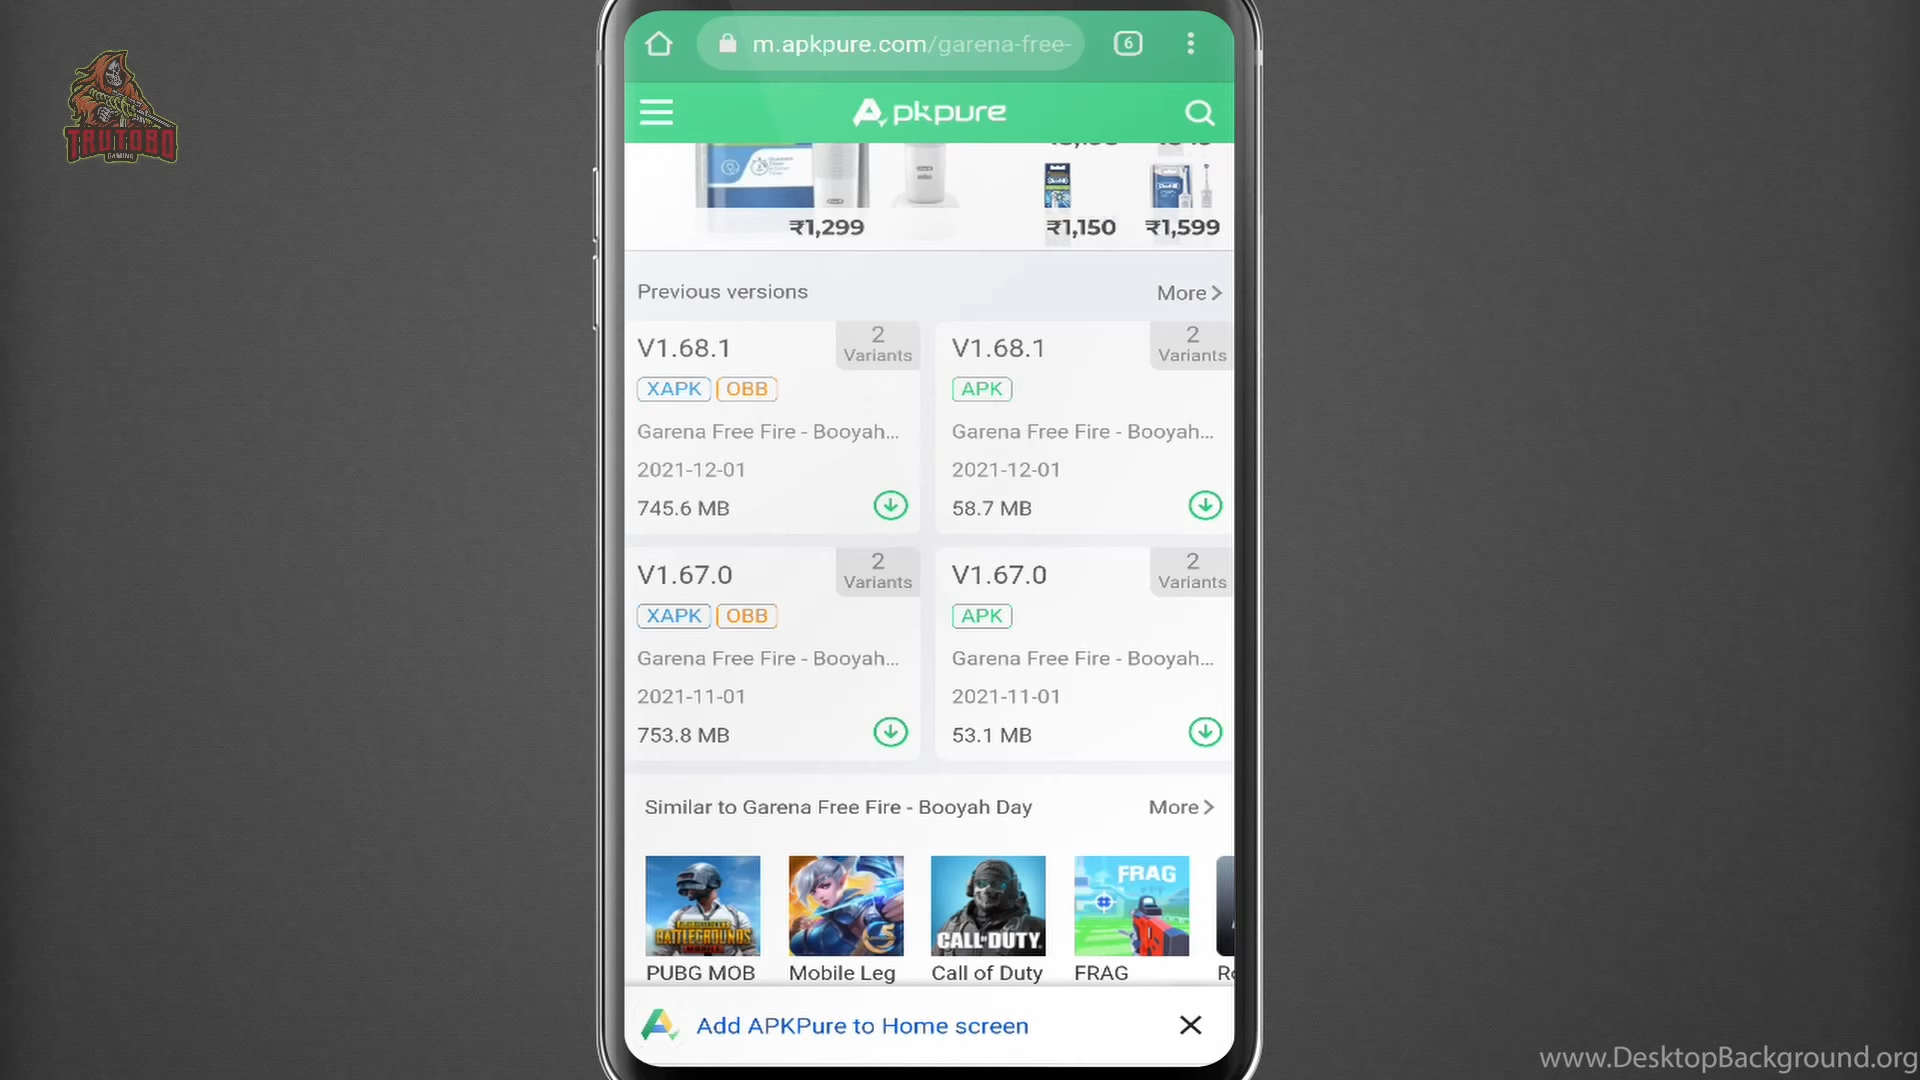 TRUTOBO
GAMING
m.apkpure.com/garena-free-
6
Apkpure
₹1,299
₹1,150
₹1,599
Previous versions
More >
V1.68.1
2
Variants
XAPK OBB
Garena Free Fire - Booyah...
2021-12-01
745.6 MB
V1.68.1
2
Variants
APK
Garena Free Fire - Booyah...
2021-12-01
58.7 MB
V1.67.0
2
Variants
XAPK OBB
Garena Free Fire - Booyah...
2021-11-01
753.8 MB
V1.67.0
2
Variants
APK
Garena Free Fire - Booyah...
2021-11-01
53.1 MB
Similar to Garena Free Fire - Booyah Day
More >
BATTLEGROUNDS
CALL OF DUTY
FRAG
PUBG MOB
Mobile Leg
Call of Duty
FRAG
Add APKPure to Home screen
www.DesktopBackground.org